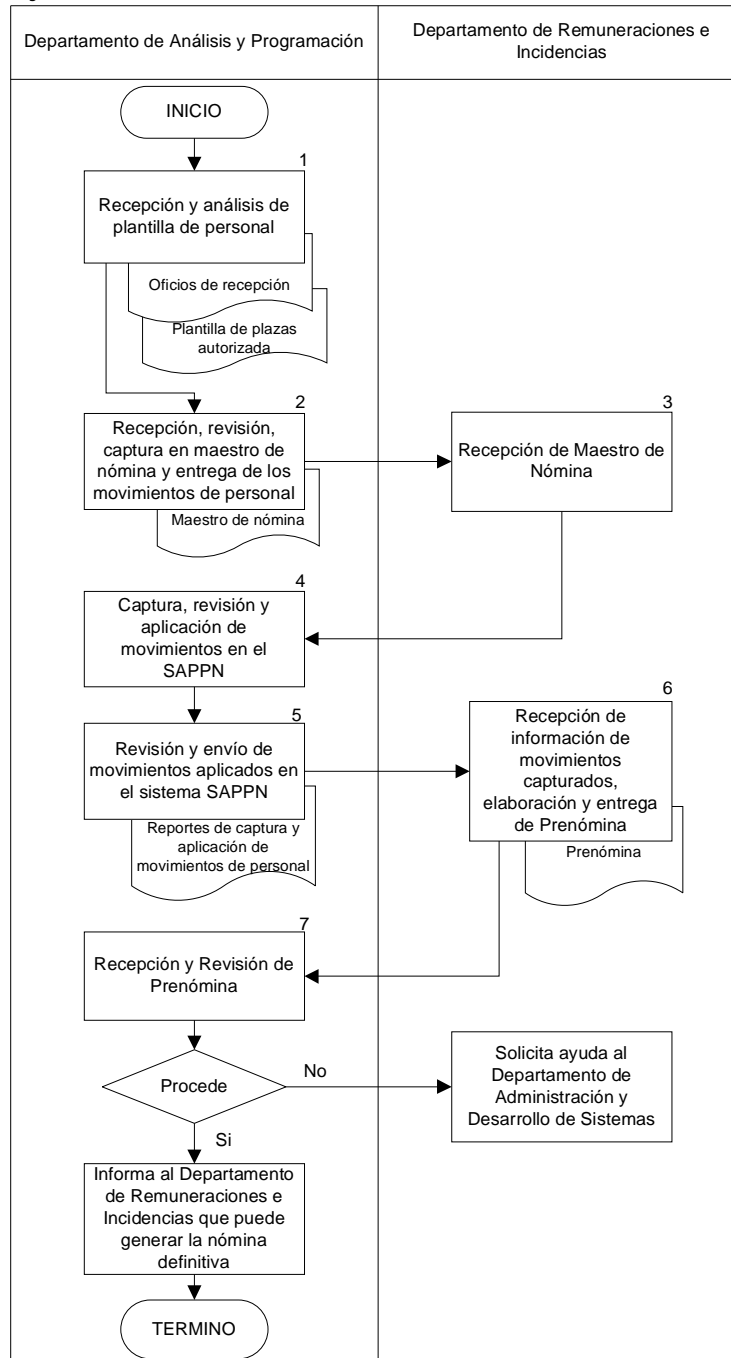 Departamento de Análisis y Programación
Departamento de Remuneraciones e
Incidencias
INICIO
1
Recepción y análisis de
plantilla de personal
Oficios de recepción
Plantilla de plazas
autorizada
2
Recepción, revisión,
captura en maestro de
nómina y entrega de los
movimientos de personal
Maestro de nómina
3
Recepción de Maestro de
Nómina
4
Captura, revisión y
aplicación de
movimientos en el
SAPPN
5
Revisión y envío de
movimientos aplicados en
el sistema SAPPN
Reportes de captura y
aplicación de
movimientos de personal
6
Recepción de
información de
movimientos
capturados,
elaboración y entrega
de Prenómina
Prenómina
7
Recepción y Revisión de
Prenómina
Procede
No
Solicita ayuda al
Departamento de
Administración y
Desarrollo de Sistemas
Si
Informa al Departamento
de Remuneraciones e
Incidencias que puede
generar la nómina
definitiva
TERMINO